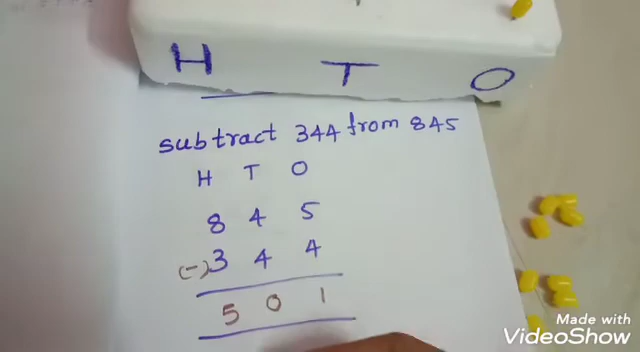 H T O
subtract 344 from 845
H T O
8 4 5
(-) 3 4 4
5 0 1
Made with
VideoShow